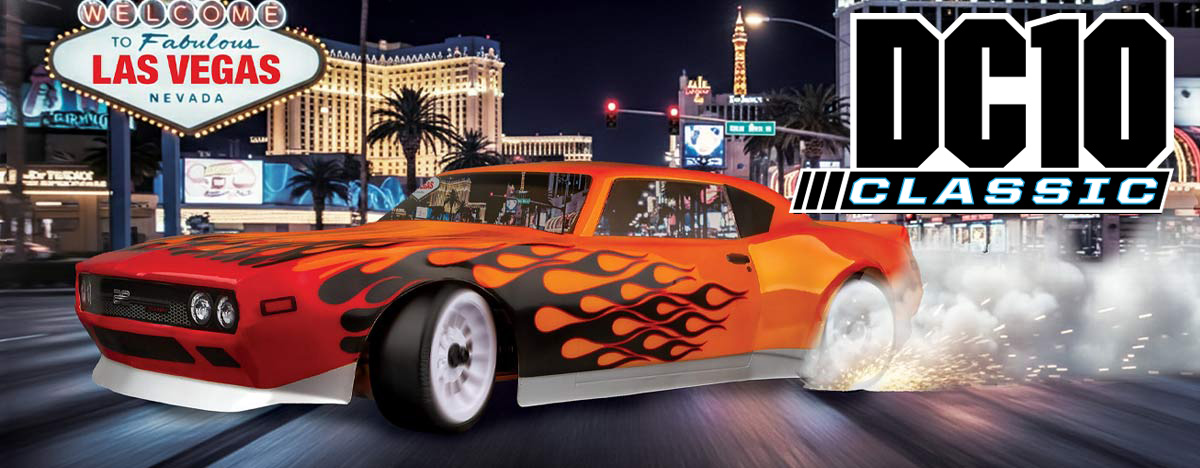 WELCOME
TO Fabulous
LAS VEGAS
NEVADA
DC10
CLASSIC